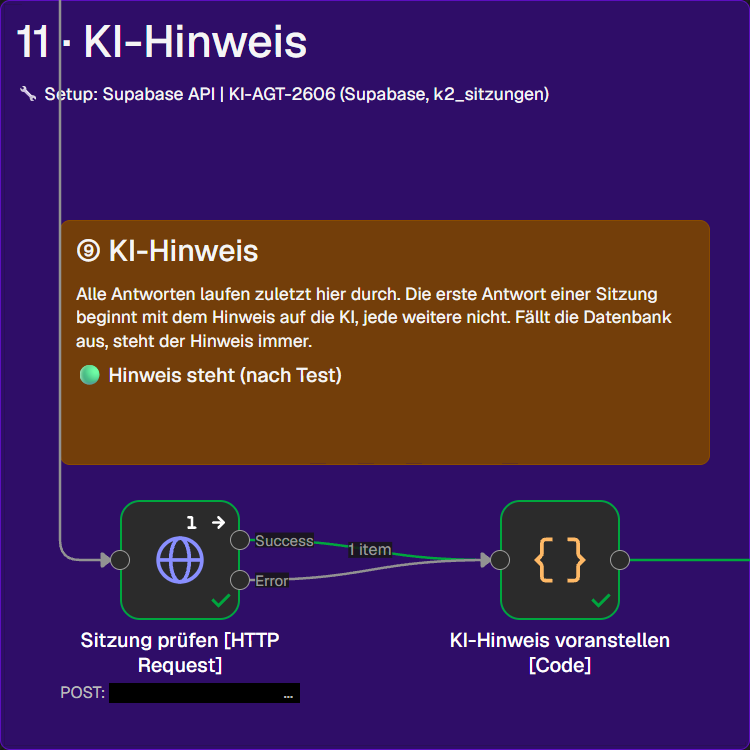 11 · KI-Hinweis
🔧 Setup: Supabase API | KI-AGT-2606 (Supabase, k2_sitzungen)
⑨ KI-Hinweis
Alle Antworten laufen zuletzt hier durch. Die erste Antwort einer Sitzung
beginnt mit dem Hinweis auf die KI, jede weitere nicht. Fällt die Datenbank
aus, steht der Hinweis immer.
🟢 Hinweis steht (nach Test)
1 →
Success
1 item
Error
{}
Sitzung prüfen [HTTP
Request]
KI-Hinweis voranstellen
[Code]
POST: ...